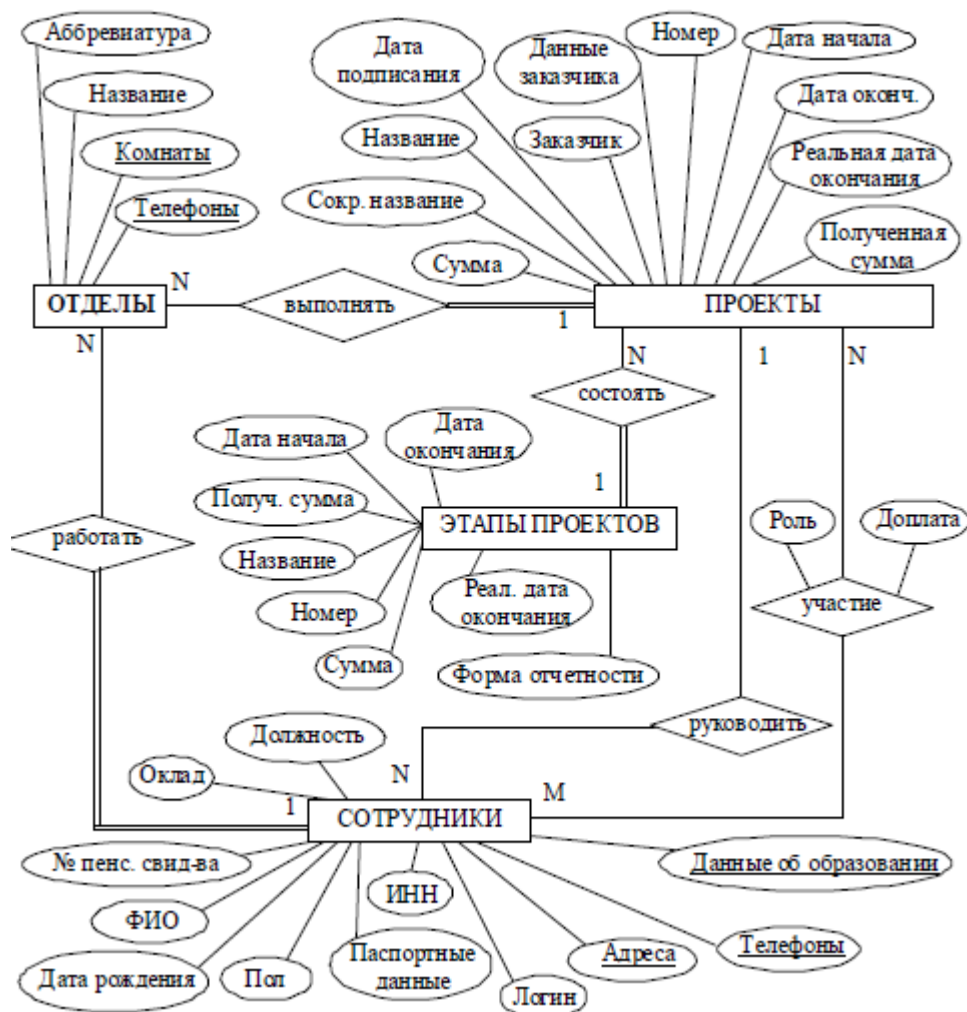 Аббревиатура
Название
Комнаты
Телефоны
Дата
подписания
Данные
заказчика
Номер
Дата начала
Название
Заказчик
Дата оконч.
Сокр. название
Реальная дата
окончания
Сумма
Полученная
сумма
ОТДЕЛЫ
N
выполнять
1
ПРОЕКТЫ
N
N
1
N
состоять
Дата начала
Дата
окончания
1
Получ. сумма
ЭТАПЫ ПРОЕКТОВ
Роль
Доплата
работать
Название
Номер
Реал. дата
окончания
участие
Сумма
Форма отчетности
руководить
Должность
Оклад
N
M
1
СОТРУДНИКИ
№ пенс. свид-ва
Данные об образовании
ИНН
ФИО
Адреса
Телефоны
Дата рождения
Пол
Паспортные
данные
Логин